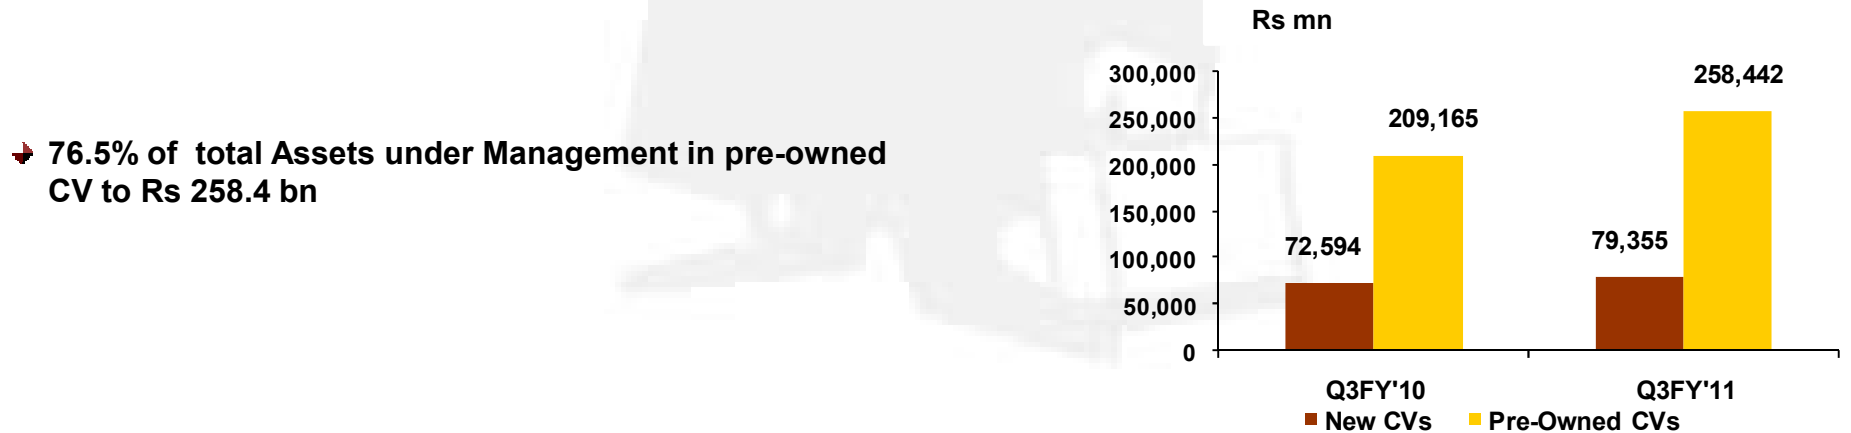 76.5% of total Assets under Management in pre-owned
CV to Rs 258.4 bn
Rs mn
300,000
250,000
200,000
150,000
100,000
50,000
0
72,594
209,165
79,355
258,442
Q3FY'10
Q3FY'11
New CVs
Pre-Owned CVs